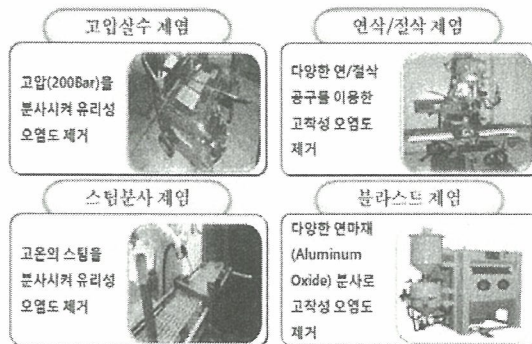 고압살수 제염
고압(200Bar)을
분사시켜 유리성
오염도 제거
연삭/절삭 제염
다양한 연/절삭
공구를 이용한
고착성 오염도
제거
스팀분사 제염
고온의 스팀을
분사시켜 유리성
오염도 제거
블라스트 제염
다양한 연마재
(Aluminum
Oxide) 분사로
고착성 오염도
제거